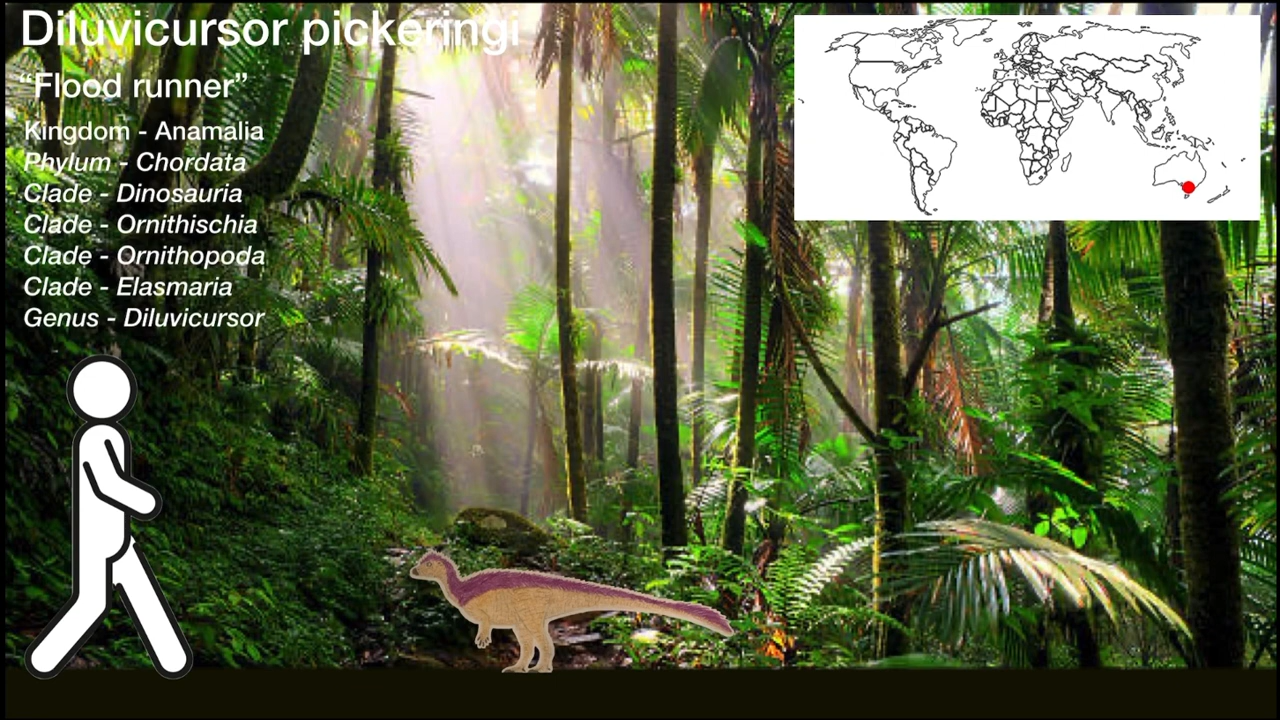 Diluvicursor pickeringi
“Flood runner”
Kingdom - Anamalia
Phylum - Chordata
Clade - Dinosauria
Clade - Ornithischia
Clade - Ornithopoda
Clade - Elasmaria
Genus - Diluvicursor